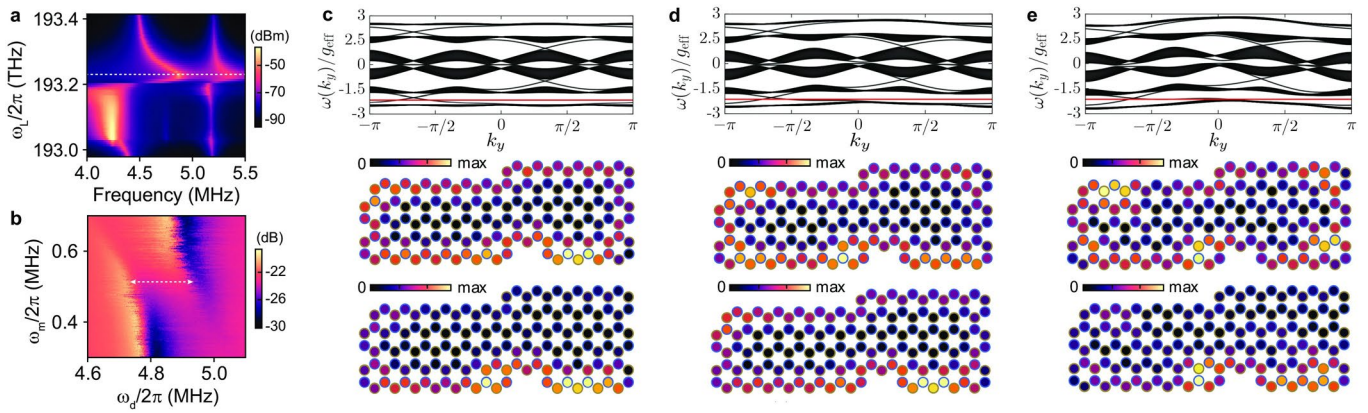 a
193.4
193.2
193.0
ω_L/2π (THz)
4.0 4.5 5.0 5.5
Frequency (MHz)
(dBm)
-50
-70
-90
b
0.6
0.4
ω_m/2π (MHz)
4.6 4.8 5.0
ω_d/2π (MHz)
(dB)
-22
-26
-30
c
3
2.5
0
-1.5
-3
ω(k_y)/g_eff
−π −π/2 0 π/2 π
k_y
0 max
0 max
d
3
2.5
0
-1.5
-3
ω(k_y)/g_eff
−π −π/2 0 π/2 π
k_y
0 max
0 max
e
3
2.5
0
-1.5
-3
ω(k_y)/g_eff
−π −π/2 0 π/2 π
k_y
0 max
0 max